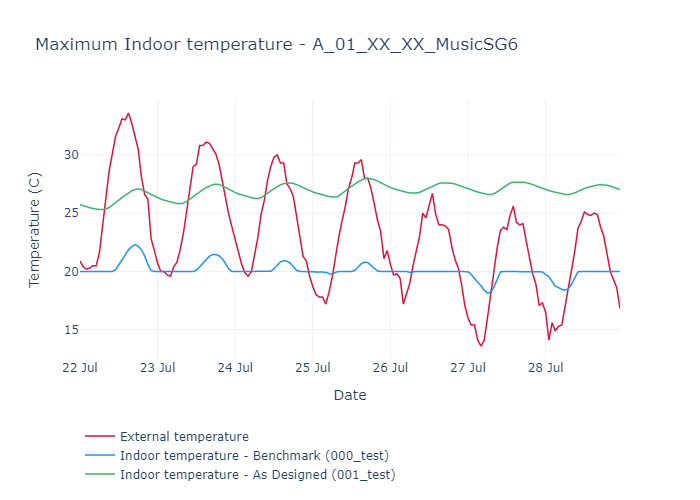 Maximum Indoor temperature - A_01_XX_XX_MusicSG6
Temperature (C)
30
25
20
15
22 Jul
23 Jul
24 Jul
25 Jul
26 Jul
27 Jul
28 Jul
Date
External temperature
Indoor temperature - Benchmark (000_test)
Indoor temperature - As Designed (001_test)